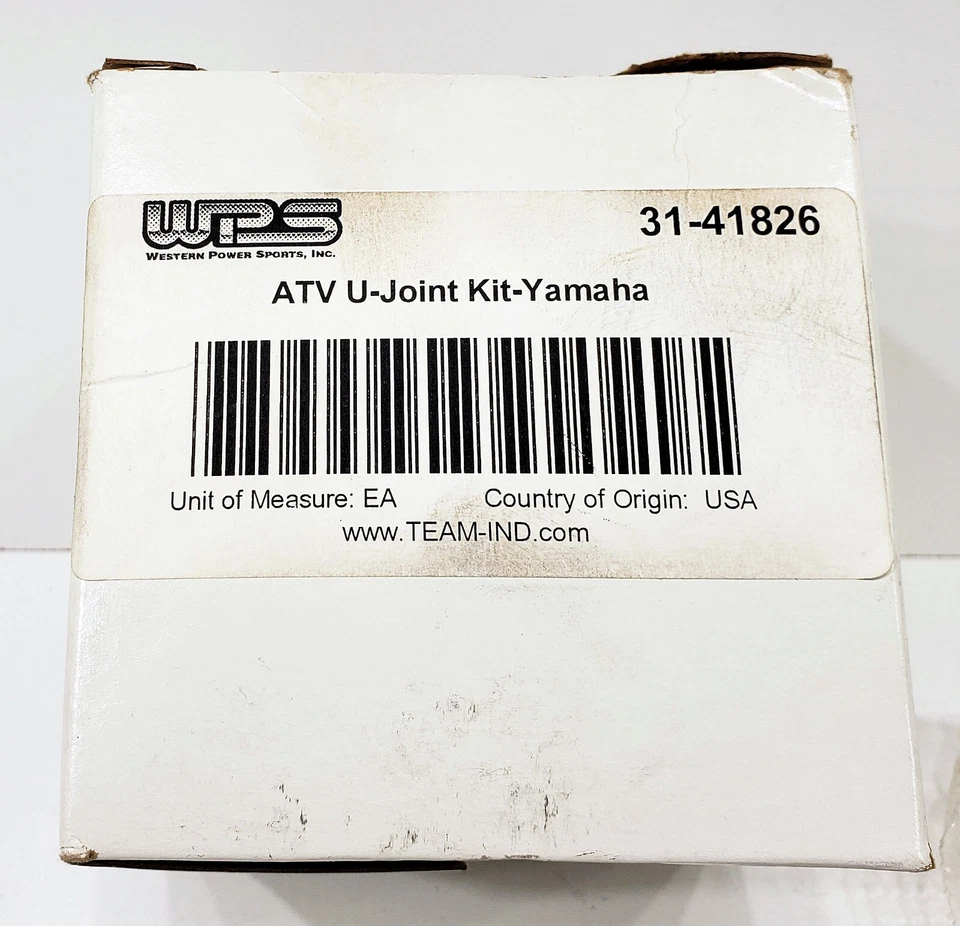 WPS
31-41826
WESTERN POWER SPORTS, INC.
ATV U-Joint Kit-Yamaha
Unit of Measure: EA Country of Origin: USA
www.TEAM-IND.com